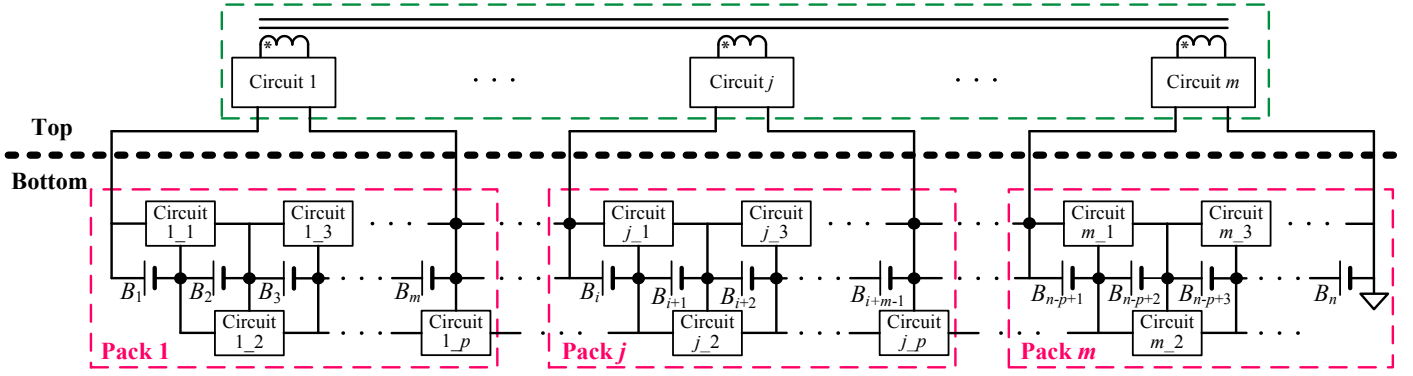 * * *
Circuit 1 · · · Circuit j · · · Circuit m
Top
Bottom
Circuit Circuit · · · · · · Circuit Circuit · · · · · · Circuit Circuit · · ·
1_1 1_3 j_1 j_3 m_1 m_3
B1 B2 B3 · · · Bm · · · Bi Bi+1 Bi+2 · · · Bi+m-1 · · · Bn-p+1 Bn-p+2 Bn-p+3 · · · Bn
Circuit · · · Circuit · · · Circuit · · · Circuit · · · Circuit · · ·
1_2 1_p j_2 j_p m_2
Pack 1 Pack j Pack m